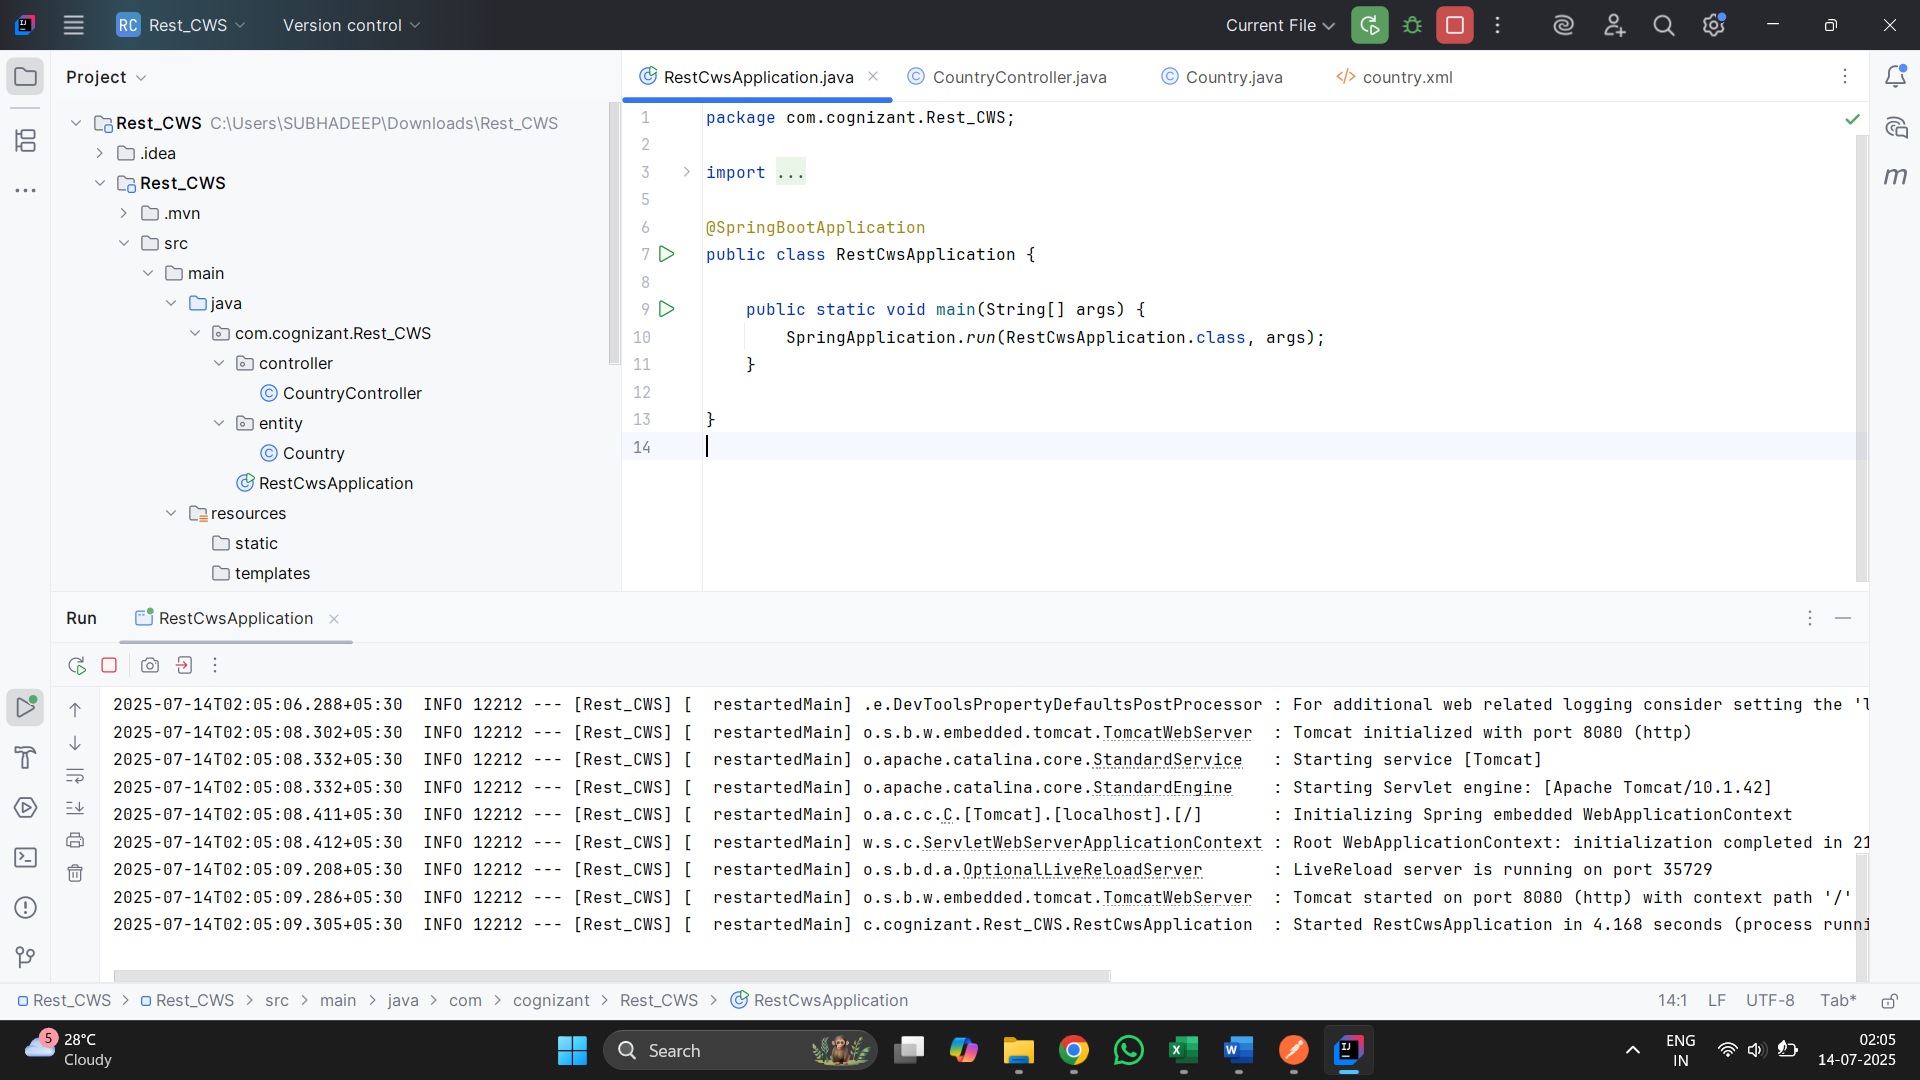 RC Rest_CWS Version control Current File
Project
RestCwsApplication.java CountryController.java Country.java country.xml
Rest_CWS C:\Users\SUBHADEEP\Downloads\Rest_CWS
.idea
Rest_CWS
.mvn
src
main
java
com.cognizant.Rest_CWS
controller
CountryController
entity
Country
RestCwsApplication
resources
static
templates
1 package com.cognizant.Rest_CWS;
2
3 import ...
5
6 @SpringBootApplication
7 public class RestCwsApplication {
8
9 public static void main(String[] args) {
10 SpringApplication.run(RestCwsApplication.class, args);
11 }
12
13 }
14
Run RestCwsApplication
2025-07-14T02:05:06.288+05:30  INFO 12212 --- [Rest_CWS] [  restartedMain] .e.DevToolsPropertyDefaultsPostProcessor : For additional web related logging consider setting the 'l
2025-07-14T02:05:08.302+05:30  INFO 12212 --- [Rest_CWS] [  restartedMain] o.s.b.w.embedded.tomcat.TomcatWebServer  : Tomcat initialized with port 8080 (http)
2025-07-14T02:05:08.332+05:30  INFO 12212 --- [Rest_CWS] [  restartedMain] o.apache.catalina.core.StandardService   : Starting service [Tomcat]
2025-07-14T02:05:08.332+05:30  INFO 12212 --- [Rest_CWS] [  restartedMain] o.apache.catalina.core.StandardEngine    : Starting Servlet engine: [Apache Tomcat/10.1.42]
2025-07-14T02:05:08.411+05:30  INFO 12212 --- [Rest_CWS] [  restartedMain] o.a.c.c.C.[Tomcat].[localhost].[/]       : Initializing Spring embedded WebApplicationContext
2025-07-14T02:05:08.412+05:30  INFO 12212 --- [Rest_CWS] [  restartedMain] w.s.c.ServletWebServerApplicationContext : Root WebApplicationContext: initialization completed in 21
2025-07-14T02:05:09.208+05:30  INFO 12212 --- [Rest_CWS] [  restartedMain] o.s.b.d.a.OptionalLiveReloadServer       : LiveReload server is running on port 35729
2025-07-14T02:05:09.286+05:30  INFO 12212 --- [Rest_CWS] [  restartedMain] o.s.b.w.embedded.tomcat.TomcatWebServer  : Tomcat started on port 8080 (http) with context path '/'
2025-07-14T02:05:09.305+05:30  INFO 12212 --- [Rest_CWS] [  restartedMain] c.cognizant.Rest_CWS.RestCwsApplication  : Started RestCwsApplication in 4.168 seconds (process runni
Rest_CWS > Rest_CWS > src > main > java > com > cognizant > Rest_CWS > RestCwsApplication 14:1 LF UTF-8 Tab*
5 28°C
Cloudy
Search
ENG
IN
02:05
14-07-2025